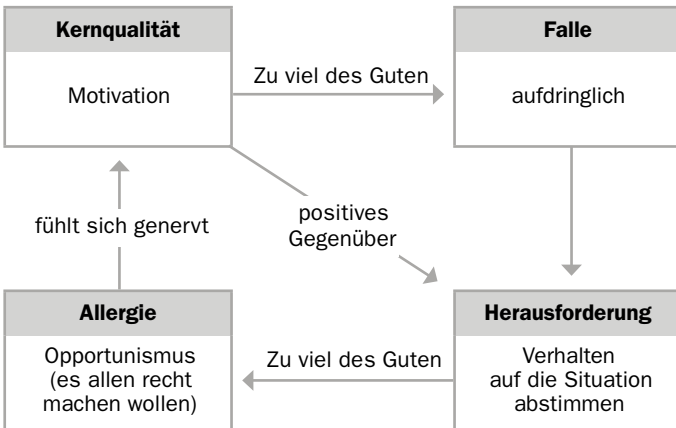 Kernqualität
Motivation
Zu viel des Guten
Falle
aufdringlich
fühlt sich genervt
positives
Gegenüber
Allergie
Opportunismus
(es allen recht
machen wollen)
Zu viel des Guten
Herausforderung
Verhalten
auf die Situation
abstimmen